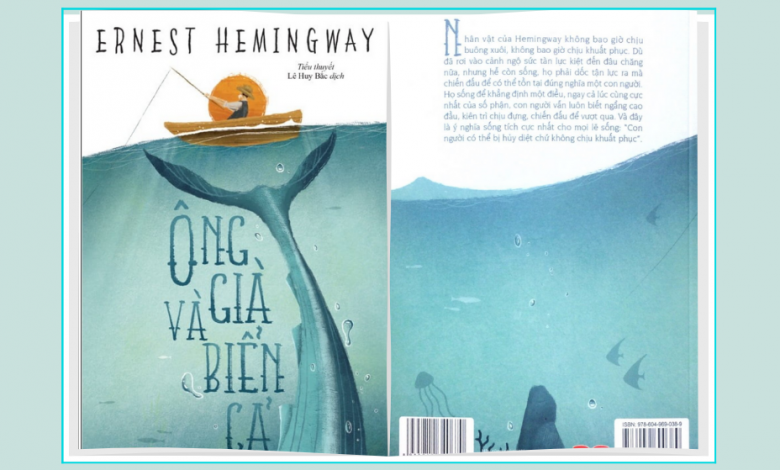 ERNEST HEMINGWAY
Tiểu thuyết
Lê Huy Bắc dịch
ÔNG
GIÀ
VÀ
BIỂN
CẢ
Nhân vật của Hemingway không bao giờ chịu
buông xuôi, không bao giờ chịu khuất phục. Dù
đã rơi vào cảnh ngộ sức tàn lực kiệt đến đâu chăng
nữa, nhưng hễ còn sống, họ phải dốc tận lực ra mà
chiến đấu để có thể tồn tại đúng nghĩa một con người.
Họ sống để khẳng định một điều, ngay cả lúc cùng cực
nhất của số phận, con người vẫn luôn biết ngẩng cao
đầu, kiên trì chịu đựng, chiến đấu để vượt qua. Và đây
là ý nghĩa sống tích cực nhất cho mọi lẽ sống: "Con
người có thể bị hủy diệt chứ không chịu khuất phục".
ISBN: 978-604-969-038-9